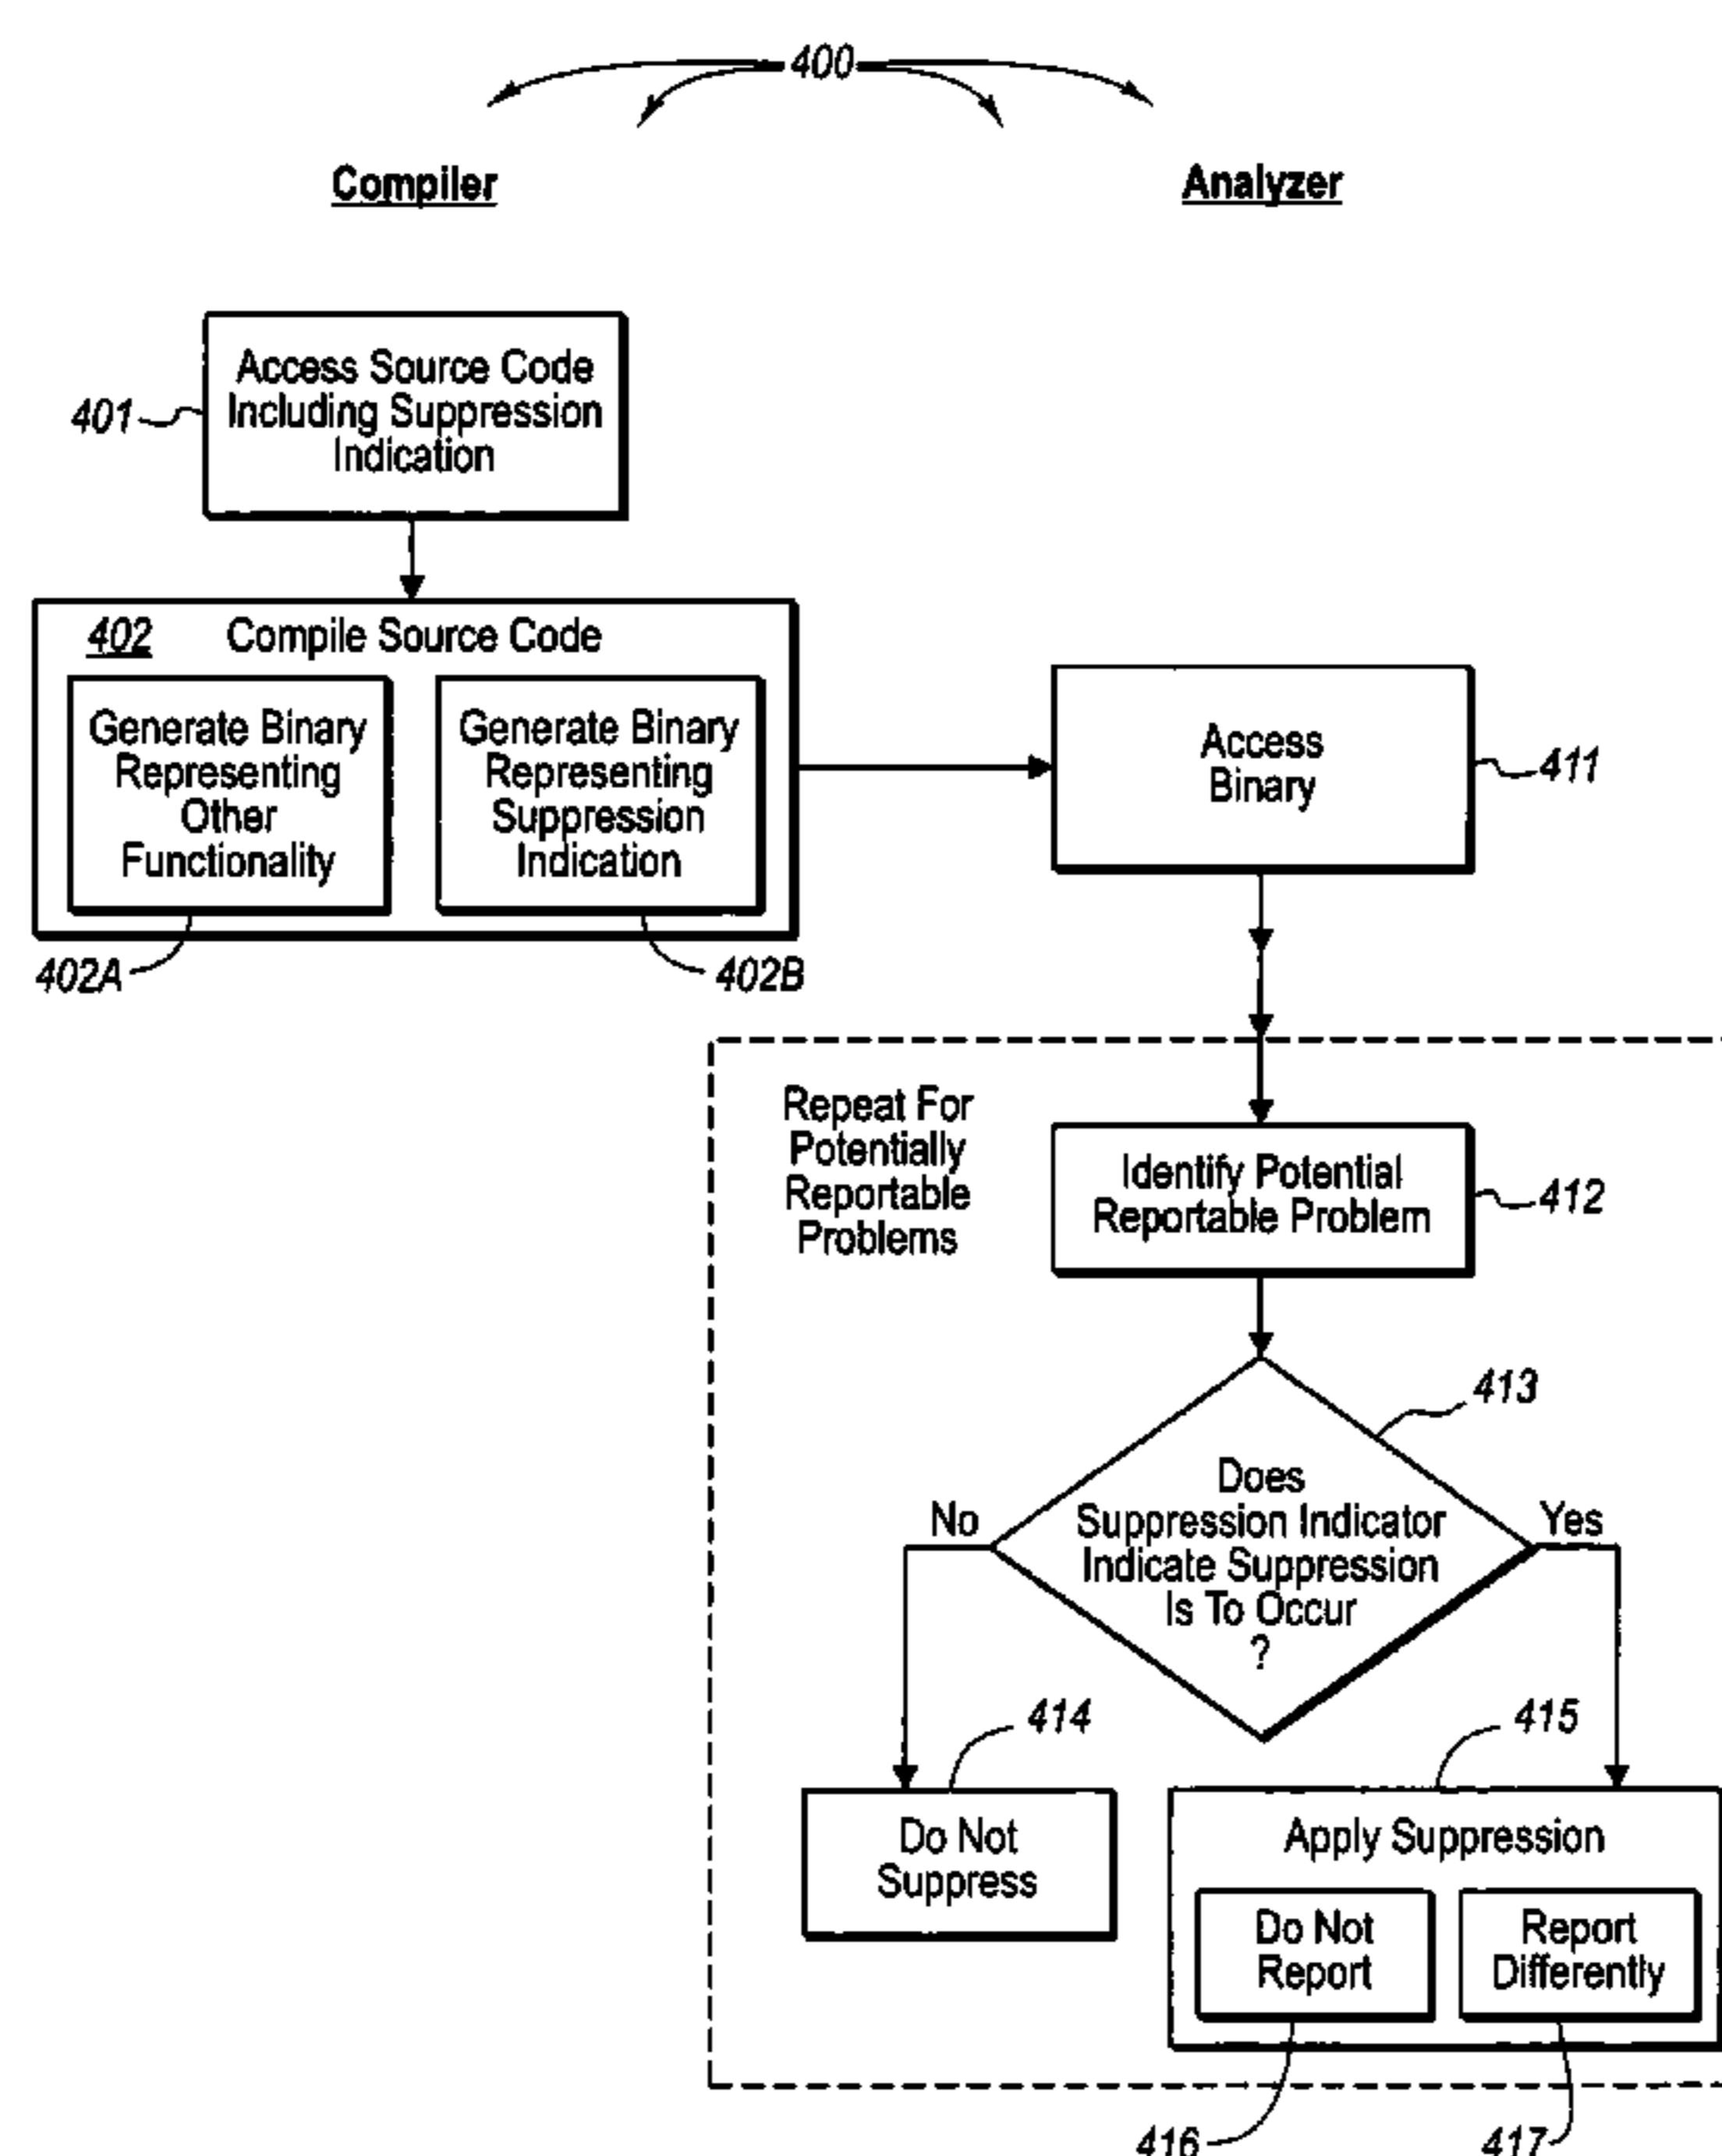 400
Compiler
Analyzer
Access Source Code
Including Suppression
Indication
401
402 Compile Source Code
Generate Binary
Representing
Other
Functionality
Generate Binary
Representing
Suppression
Indication
402A
402B
Access
Binary
411
Repeat For
Potentially
Reportable
Problems
Identify Potential
Reportable Problem
412
413
Does
Suppression Indicator
Indicate Suppression
Is To Occur
?
No
Yes
414
Do Not
Suppress
415
Apply Suppression
Do Not
Report
Report
Differently
416
417